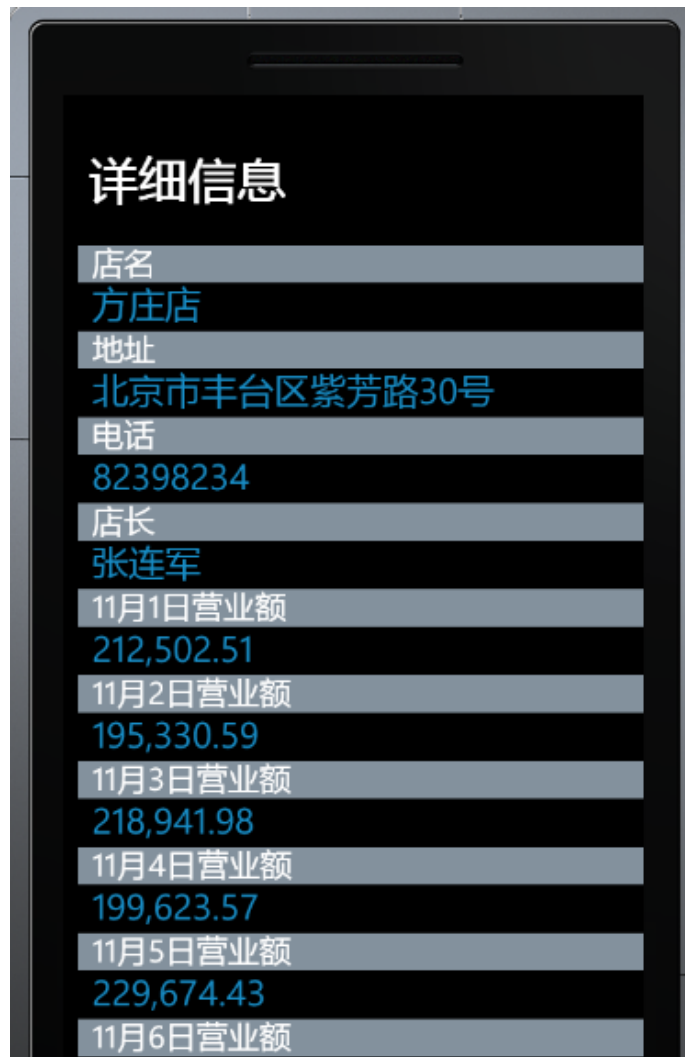 详细信息
店名
方庄店
地址
北京市丰台区紫芳路30号
电话
82398234
店长
张连军
11月1日营业额
212,502.51
11月2日营业额
195,330.59
11月3日营业额
218,941.98
11月4日营业额
199,623.57
11月5日营业额
229,674.43
11月6日营业额